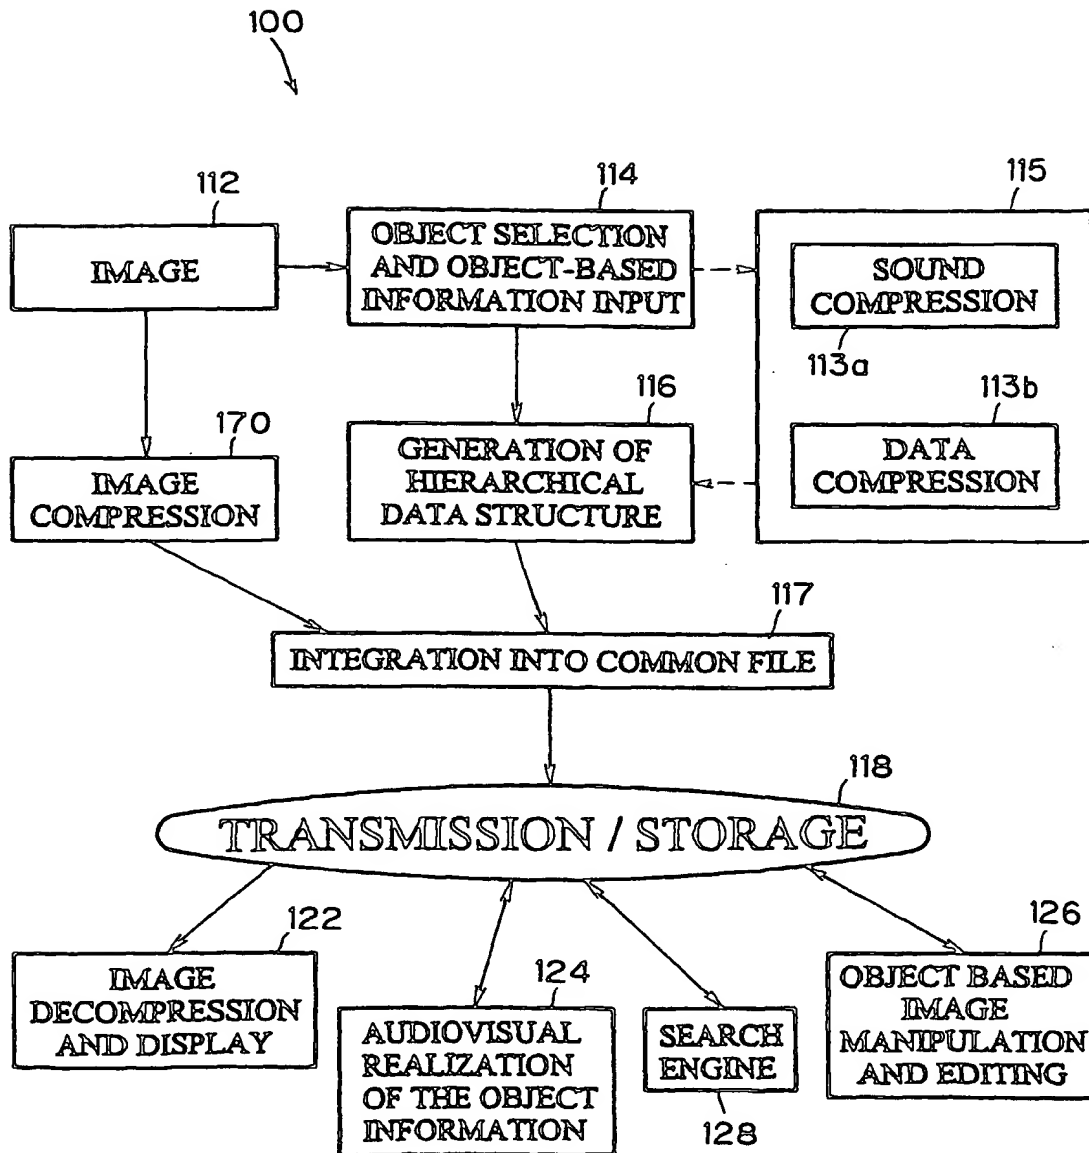 100
112
IMAGE
114
OBJECT SELECTION
AND OBJECT-BASED
INFORMATION INPUT
115
SOUND
COMPRESSION
113a
113b
DATA
COMPRESSION
170
IMAGE
COMPRESSION
116
GENERATION OF
HIERARCHICAL
DATA STRUCTURE
117
INTEGRATION INTO COMMON FILE
118
TRANSMISSION / STORAGE
122
IMAGE
DECOMPRESSION
AND DISPLAY
124
AUDIOVISUAL
REALIZATION
OF THE OBJECT
INFORMATION
SEARCH
ENGINE
128
126
OBJECT BASED
IMAGE
MANIPULATION
AND EDITING